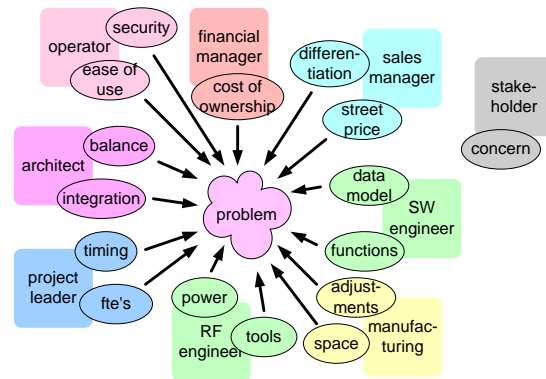 operator
security
ease of
use
financial
manager
cost of
ownership
differen-
tiation
sales
manager
street
price
stake-
holder
concern
architect
balance
integration
problem
data
model
SW
engineer
functions
project
leader
timing
fte's
power
RF
engineer
tools
adjust-
ments
space
manufac-
turing